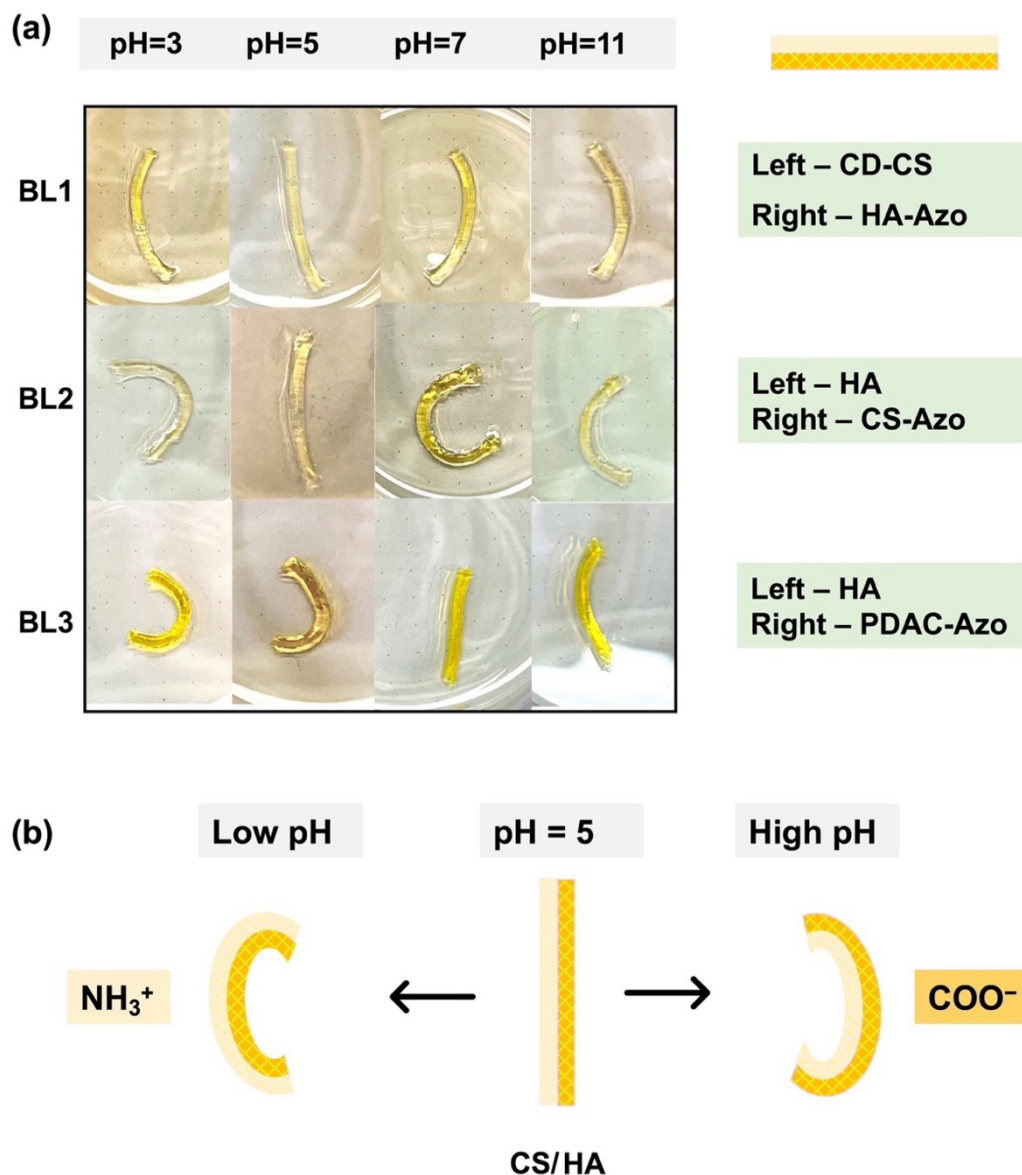 (a)
pH=3 pH=5 pH=7 pH=11
BL1
Left – CD-CS
Right – HA-Azo
BL2
Left – HA
Right – CS-Azo
BL3
Left – HA
Right – PDAC-Azo
(b)
Low pH pH = 5 High pH
NH₃⁺ COO⁻
CS/HA